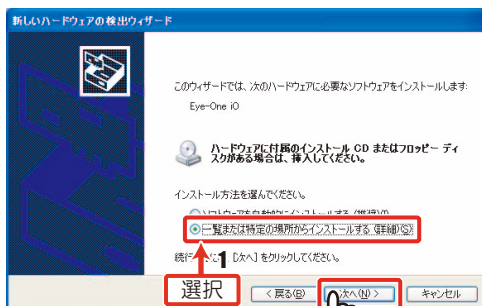 新しいハードウェアの検出ウィザード
このウィザードでは、次のハードウェアに必要なソフトウェアをインストールします:
Eye-One iO
ハードウェアに付属のインストール CD またはフロッピー ディ
スクがある場合は、挿入してください。
インストール方法を選んでください。
一覧または特定の場所からインストールする (詳細)(S)
続行 1 [次へ] をクリックしてください。
選択
< 戻る(B)
次へ(N) >
キャンセル